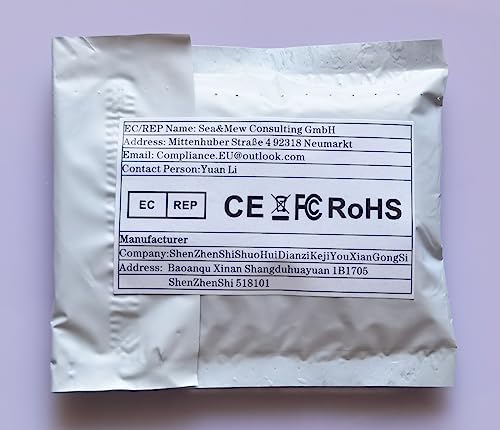 EC/REP Name: Sea&Mew Consulting GmbH
Address: Mittenhuber Straße 4 92318 Neumarkt
Email: Compliance.EU@outlook.com
Contact Person:Yuan Li
EC REP CE FC RoHS
Manufacturer
Company:ShenZhenShiShuoHuiDianziKejiYouXianGongSi
Address: Baoanqu Xinan Shangduhuayuan 1B1705
ShenZhenShi 518101